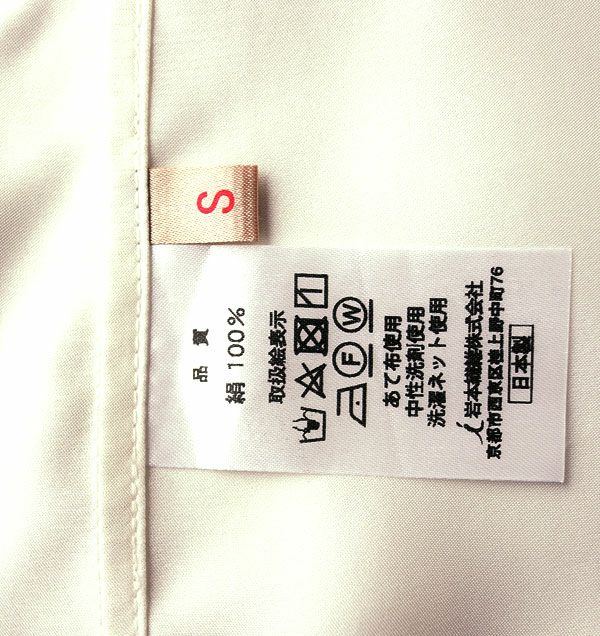 S
品質
絹 100%
取扱絵表示
F W
あて布使用
中性洗剤使用
洗濯ネット使用
岩本繊維株式会社
京都市西京区桂上野中町76
日本製